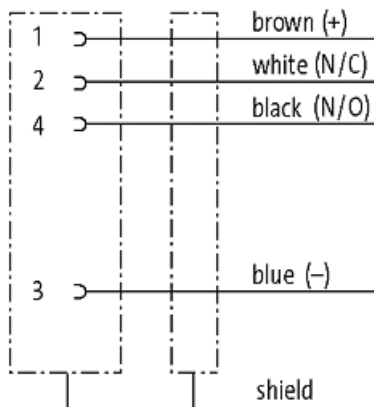 1 brown (+)
2 white (N/C)
4 black (N/O)
3 blue (–)
shield